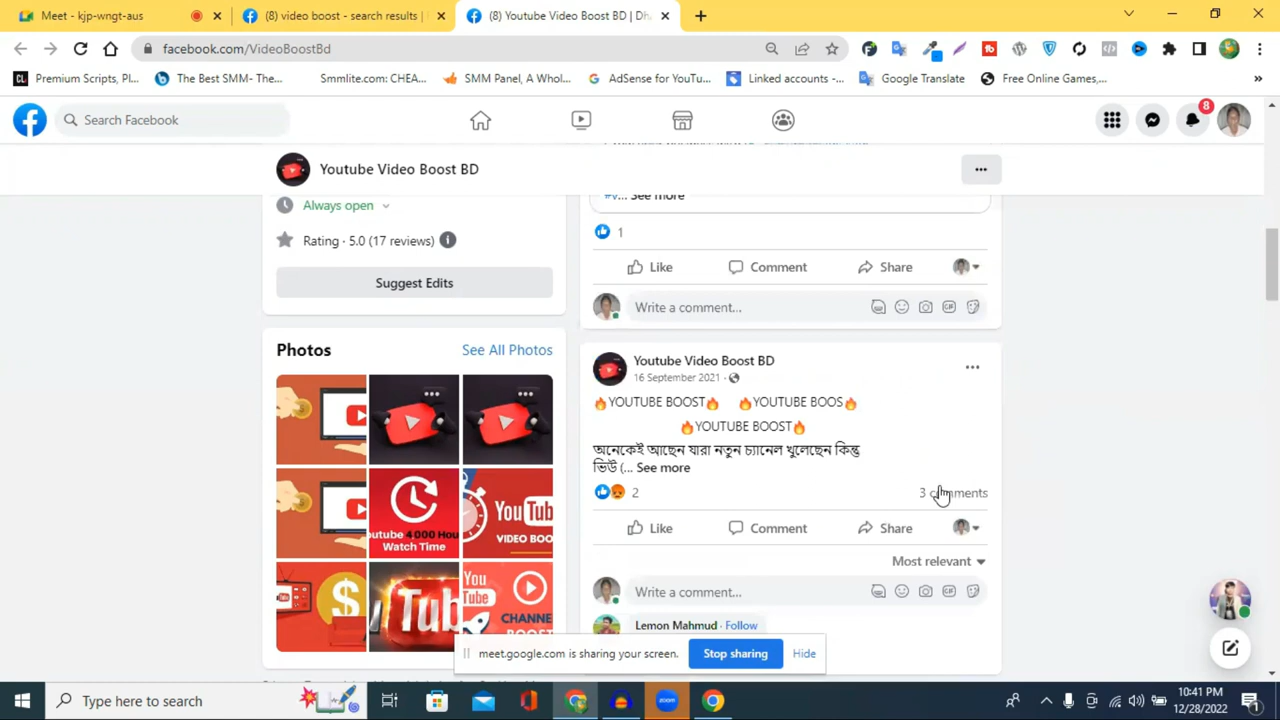 Meet - kjp-wngt-aus
(8) video boost - search results |
(8) Youtube Video Boost BD | Dh
facebook.com/VideoBoostBd
Premium Scripts, Pl...
The Best SMM- The...
Smmlite.com: CHEA...
SMM Panel, A Whol...
AdSense for YouTu...
Linked accounts -...
Google Translate
Free Online Games,...
Search Facebook
8
Youtube Video Boost BD
Always open
Rating · 5.0 (17 reviews)
Suggest Edits
Photos
See All Photos
outube 4000 Hour
Watch Time
You Tub
VIDEO BOO
You
Tube
CHANNE
See more
1
Like
Comment
Share
Write a comment...
Youtube Video Boost BD
16 September 2021 ·
🔥YOUTUBE BOOST🔥 🔥YOUTUBE BOOS🔥
🔥YOUTUBE BOOST🔥
অনেকেই আছেন যারা নতুন চ্যানেল খুলেছেন কিন্তু
ভিউ (... See more
2
3 comments
Like
Comment
Share
Most relevant
Write a comment...
Lemon Mahmud · Follow
meet.google.com is sharing your screen.
Stop sharing
Hide
Type here to search
10:41 PM
12/28/2022